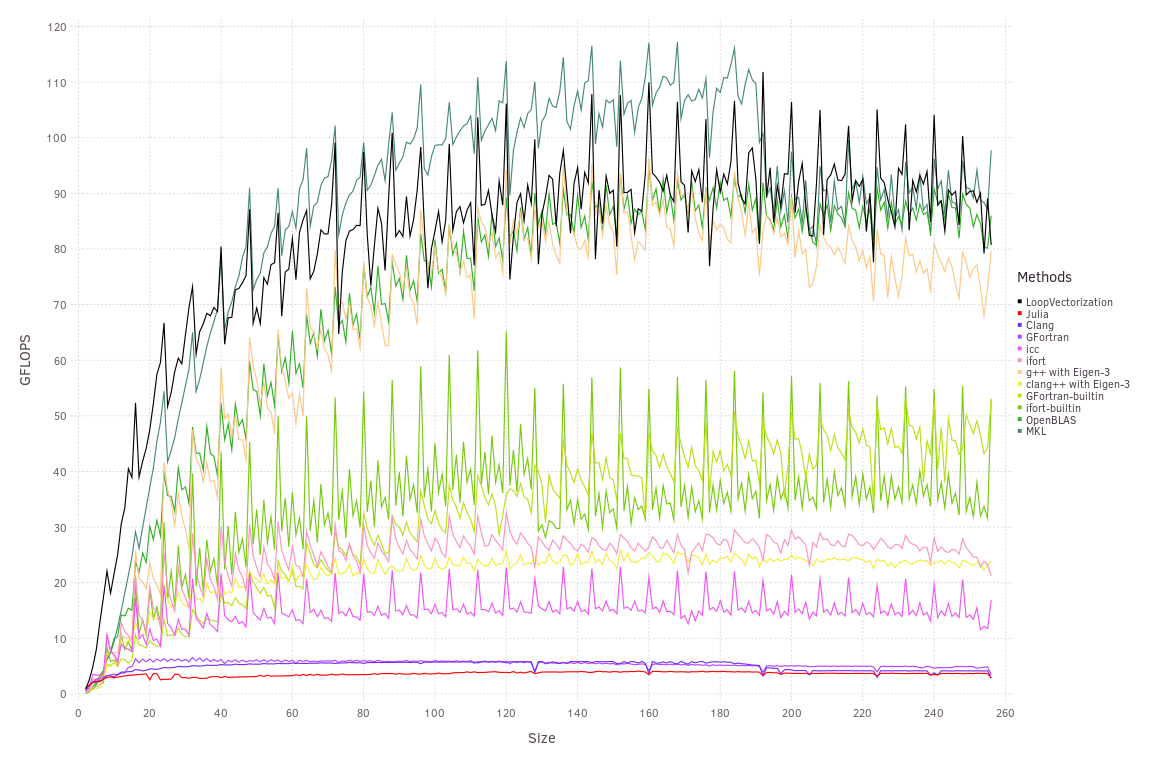 120
110
100
90
80
70
60
50
40
30
20
10
0
GFLOPS
0 20 40 60 80 100 120 140 160 180 200 220 240 260
Size
Methods
LoopVectorization
Julia
Clang
GFortran
icc
ifort
g++ with Eigen-3
clang++ with Eigen-3
GFortran-builtin
ifort-builtin
OpenBLAS
MKL